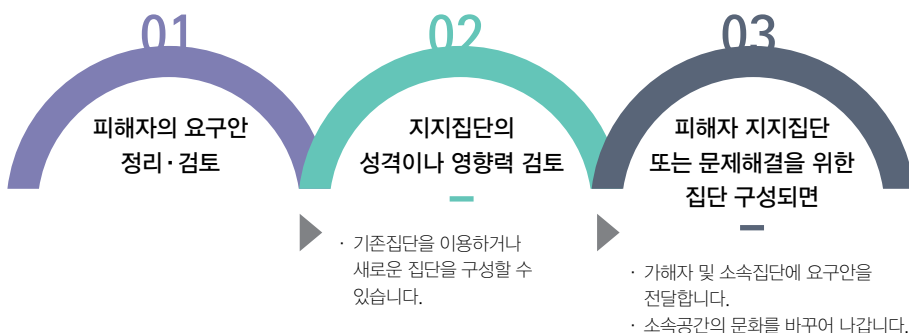 01
피해자의 요구안
정리·검토
02
지지집단의
성격이나 영향력 검토
· 기존집단을 이용하거나
새로운 집단을 구성할 수
있습니다.
03
피해자 지지집단
또는 문제해결을 위한
집단 구성되면
· 가해자 및 소속집단에 요구안을
전달합니다.
· 소속공간의 문화를 바꾸어 나갑니다.